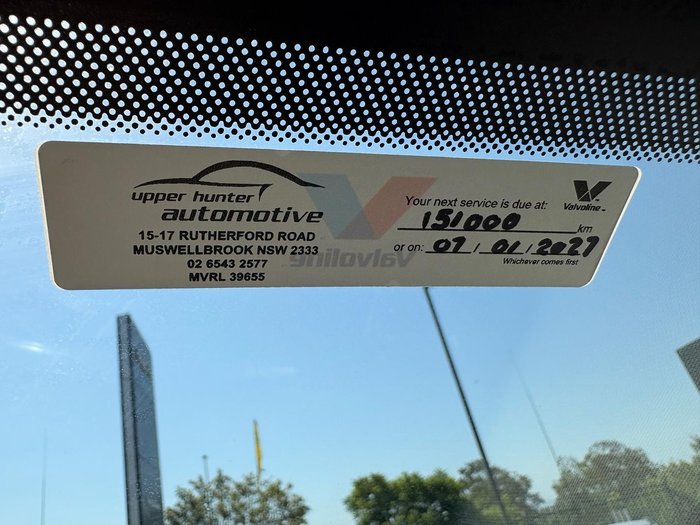 upper hunter
automotive
15-17 RUTHERFORD ROAD
MUSWELLBROOK NSW 2333
02 6543 2577
MVRL 39655
Your next service is due at:
151000 km
or on: 07/01/2027
Whichever comes first
Valvoline™
Valvoline